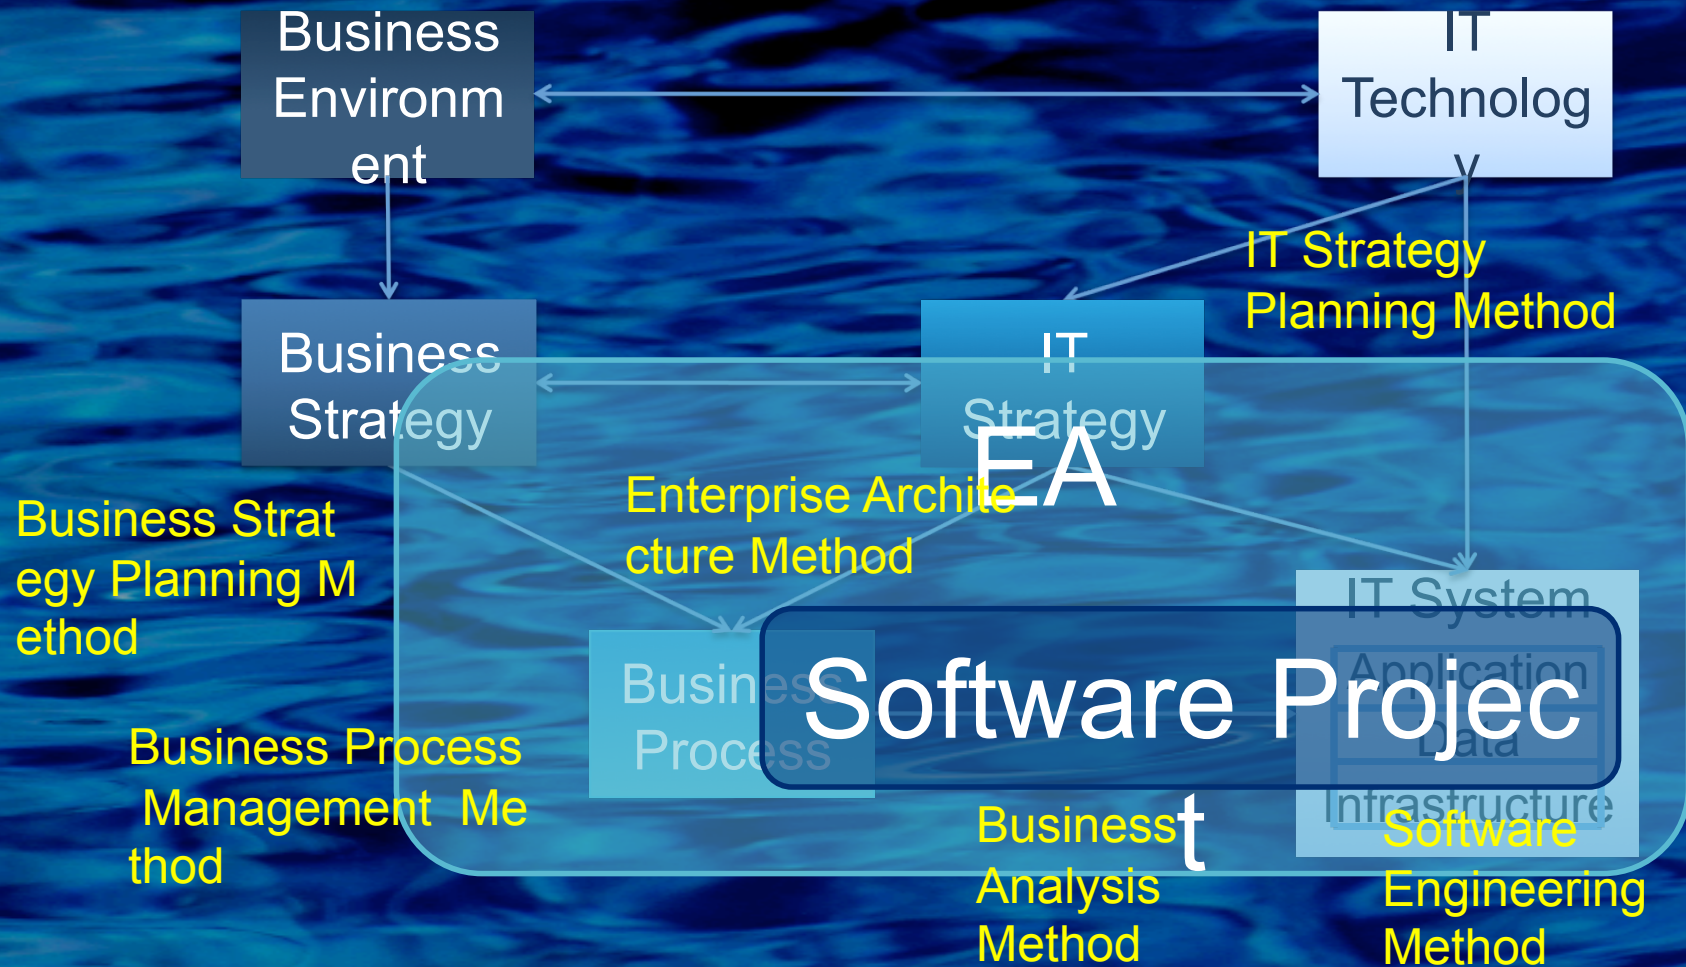 Business
Environm
ent
IT
Technolog
y
IT Strategy
Planning Method
Business
Strategy
IT
Strategy
EA
Enterprise Archite
cture Method
Business Strat
egy Planning M
ethod
IT System
Application
Data
Infrastructure
Business
Process
Software Projec
t
Business Process
Management Me
thod
Business
Analysis
Method
Software
Engineering
Method